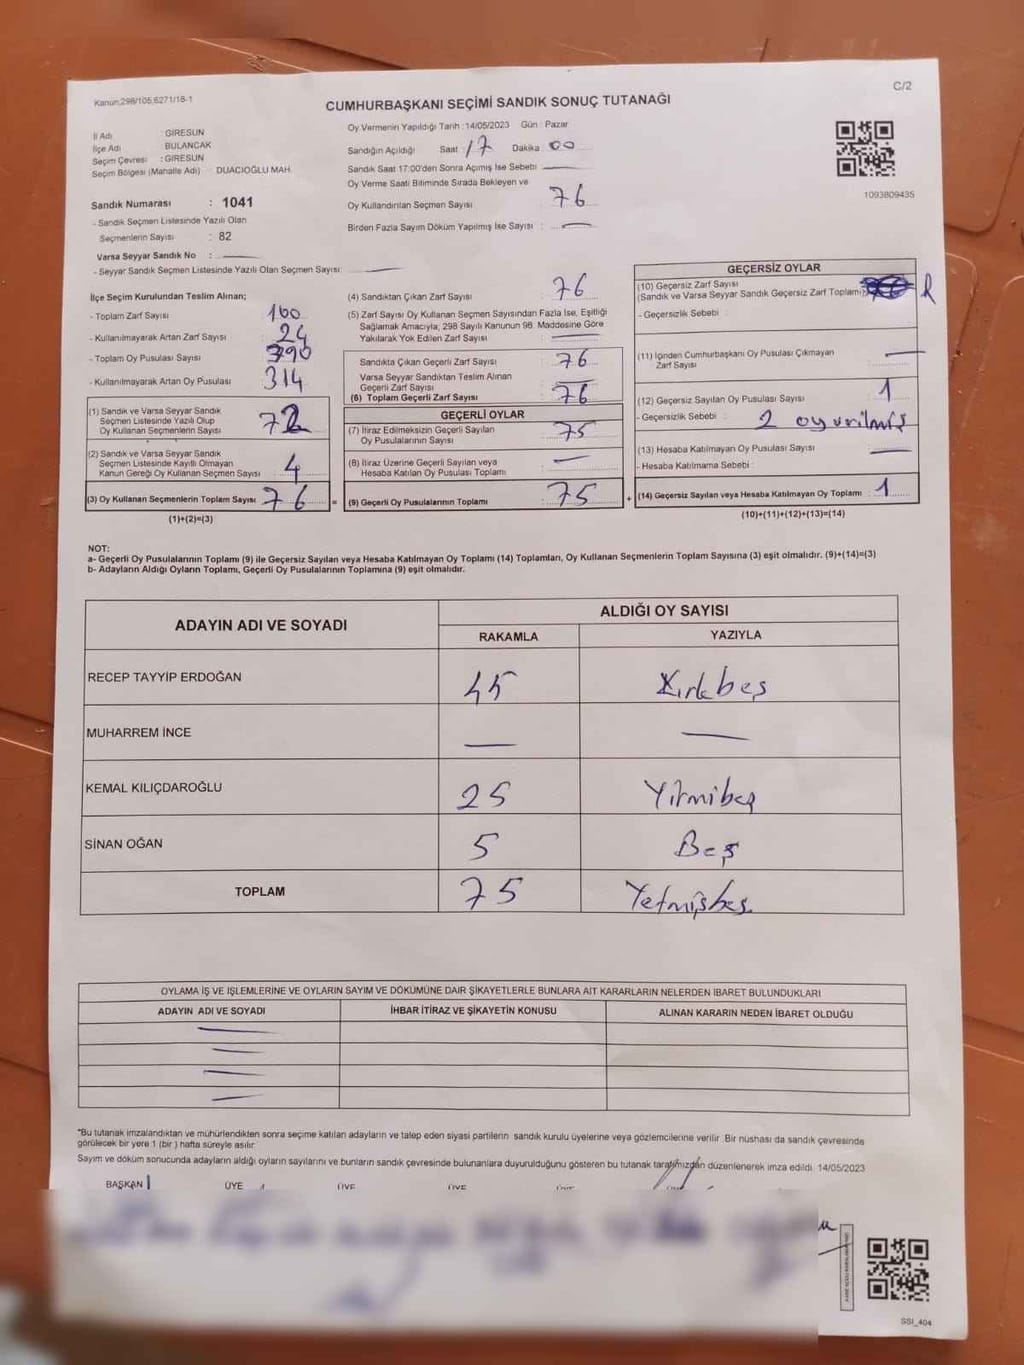 Kanun,298/105,6271/18-1
C/2
CUMHURBAŞKANI SEÇİMİ SANDIK SONUÇ TUTANAĞI
İl Adı : GİRESUN
İlçe Adı : BULANCAK
Seçim Çevresi : GİRESUN
Seçim Bölgesi (Mahalle Adı) : DUACIOĞLU MAH.
Sandık Numarası : 1041
- Sandık Seçmen Listesinde Yazılı Olan
Seçmenlerin Sayısı : 82
Varsa Seyyar Sandık No :
- Seyyar Sandık Seçmen Listesinde Yazılı Olan Seçmen Sayısı:
Oy Vermenin Yapıldığı Tarih :14/05/2023 Gün : Pazar
Sandığın Açıldığı Saat : 17 Dakika : 00
Sandık Saat 17:00'den Sonra Açımış İse Sebebi :
Oy Verme Saati Bitiminde Sırada Bekleyen ve
Oy Kullandırılan Seçmen Sayısı : 76
Birden Fazla Sayım Döküm Yapılmış İse Sayısı :
1093809435
İlçe Seçim Kurulundan Teslim Alınan;
- Toplam Zarf Sayısı : 160
- Kullanılmayarak Artan Zarf Sayısı : 24
- Toplam Oy Pusulası Sayısı : 390
- Kullanılmayarak Artan Oy Pusulası : 314
(1) Sandık ve Varsa Seyyar Sandık
Seçmen Listesinde Yazılı Olup
Oy Kullanan Seçmenlerin Sayısı : 72
(2) Sandık ve Varsa Seyyar Sandık
Seçmen Listesinde Kayıtlı Olmayan
Kanun Gereği Oy Kullanan Seçmen Sayısı : 4
(3) Oy Kullanan Seçmenlerin Toplam Sayısı : 76 =
(1)+(2)=(3)
(4) Sandıktan Çıkan Zarf Sayısı : 76
(5) Zarf Sayısı Oy Kullanan Seçmen Sayısından Fazla İse, Eşitliği
Sağlamak Amacıyla; 298 Sayılı Kanunun 98. Maddesine Göre
Yakılarak Yok Edilen Zarf Sayısı :
Sandıkta Çıkan Geçerli Zarf Sayısı : 76
Varsa Seyyar Sandıktan Teslim Alınan
Geçerli Zarf Sayısı :
(6) Toplam Geçerli Zarf Sayısı : 76
GEÇERLİ OYLAR
(7) İtiraz Edilmeksizin Geçerli Sayılan
Oy Pusulalarının Sayısı : 75
(8) İtiraz Üzerine Geçerli Sayılan veya
Hesaba Katılan Oy Pusulası Toplamı :
(9) Geçerli Oy Pusulalarının Toplamı : 75 +
GEÇERSİZ OYLAR
(10) Geçersiz Zarf Sayısı
(Sandık ve Varsa Seyyar Sandık Geçersiz Zarf Toplamı) :
- Geçersizlik Sebebi :
(11) İçinden Cumhurbaşkanı Oy Pusulası Çıkmayan
Zarf Sayısı :
(12) Geçersiz Sayılan Oy Pusulası Sayısı : 1
- Geçersizlik Sebebi : 2 oy verilmiş
(13) Hesaba Katılmayan Oy Pusulası Sayısı :
- Hesaba Katılmama Sebebi :
(14) Geçersiz Sayılan veya Hesaba Katılmayan Oy Toplamı : 1
(10)+(11)+(12)+(13)=(14)
NOT:
a- Geçerli Oy Pusulalarının Toplamı (9) ile Geçersiz Sayılan veya Hesaba Katılmayan Oy Toplamı (14) Toplamları, Oy Kullanan Seçmenlerin Toplam Sayısına (3) eşit olmalıdır. (9)+(14)=(3)
b- Adayların Aldığı Oyların Toplamı, Geçerli Oy Pusulalarının Toplamına (9) eşit olmalıdır.
ADAYIN ADI VE SOYADI
ALDIĞI OY SAYISI
RAKAMLA YAZIYLA
RECEP TAYYİP ERDOĞAN 45 Kırkbeş
MUHARREM İNCE
KEMAL KILIÇDAROĞLU 25 Yirmibeş
SİNAN OĞAN 5 Beş
TOPLAM 75 Yetmişbeş
OYLAMA İŞ VE İŞLEMLERİNE VE OYLARIN SAYIM VE DÖKÜMÜNE DAİR ŞİKAYETLERLE BUNLARA AİT KARARLARIN NELERDEN İBARET BULUNDUKLARI
ADAYIN ADI VE SOYADI İHBAR İTİRAZ VE ŞİKAYETİN KONUSU ALINAN KARARIN NEDEN İBARET OLDUĞU
*Bu tutanak imzalandıktan ve mühürlendikten sonra seçime katılan adayların ve talep eden siyasi partilerin sandık kurulu üyelerine veya gözlemcilerine verilir. Bir nüshası da sandık çevresinde
görülecek bir yere 1 (bir) hafta süreyle asılır.
Sayım ve döküm sonucunda adayların aldığı oyların sayılarını ve bunların sandık çevresinde bulunanlara duyurulduğunu gösteren bu tutanak tarafımızdan düzenlenerek imza edildi. 14/05/2023
BAŞKAN ÜYE ÜYE ÜYE
SSI_404